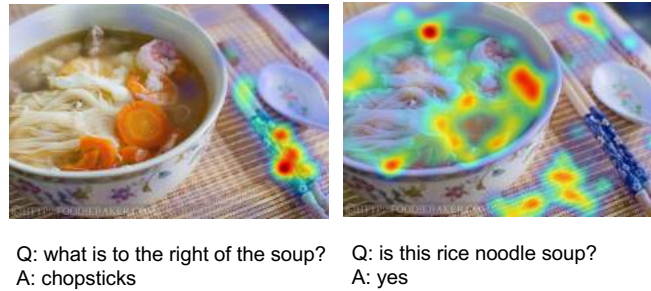 Q: what is to the right of the soup?
A: chopsticks
Q: is this rice noodle soup?
A: yes